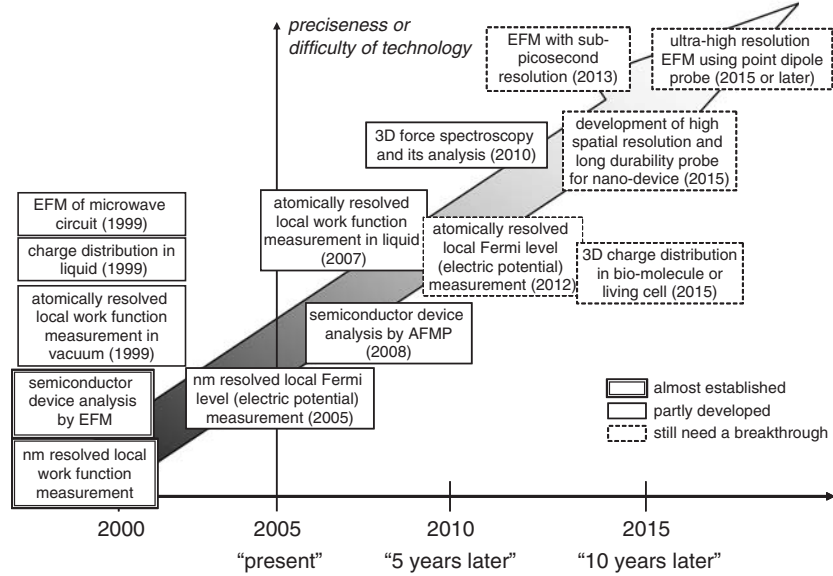 preciseness or
difficulty of technology
EFM with sub-
picosecond
resolution (2013)
ultra-high resolution
EFM using point dipole
probe (2015 or later)
3D force spectroscopy
and its analysis (2010)
development of high
spatial resolution and
long durability probe
for nano-device (2015)
EFM of microwave
circuit (1999)
charge distribution in
liquid (1999)
atomically resolved
local work function
measurement in
vacuum (1999)
atomically resolved
local work function
measurement in liquid
(2007)
atomically resolved
local Fermi level
(electric potential)
measurement (2012)
3D charge distribution
in bio-molecule or
living cell (2015)
semiconductor device
analysis by AFMP
(2008)
semiconductor
device analysis
by EFM
nm resolved local Fermi
level (electric potential)
measurement (2005)
nm resolved local
work function
measurement
almost established
partly developed
still need a breakthrough
2000
2005
2010
2015
"present"
"5 years later"
"10 years later"